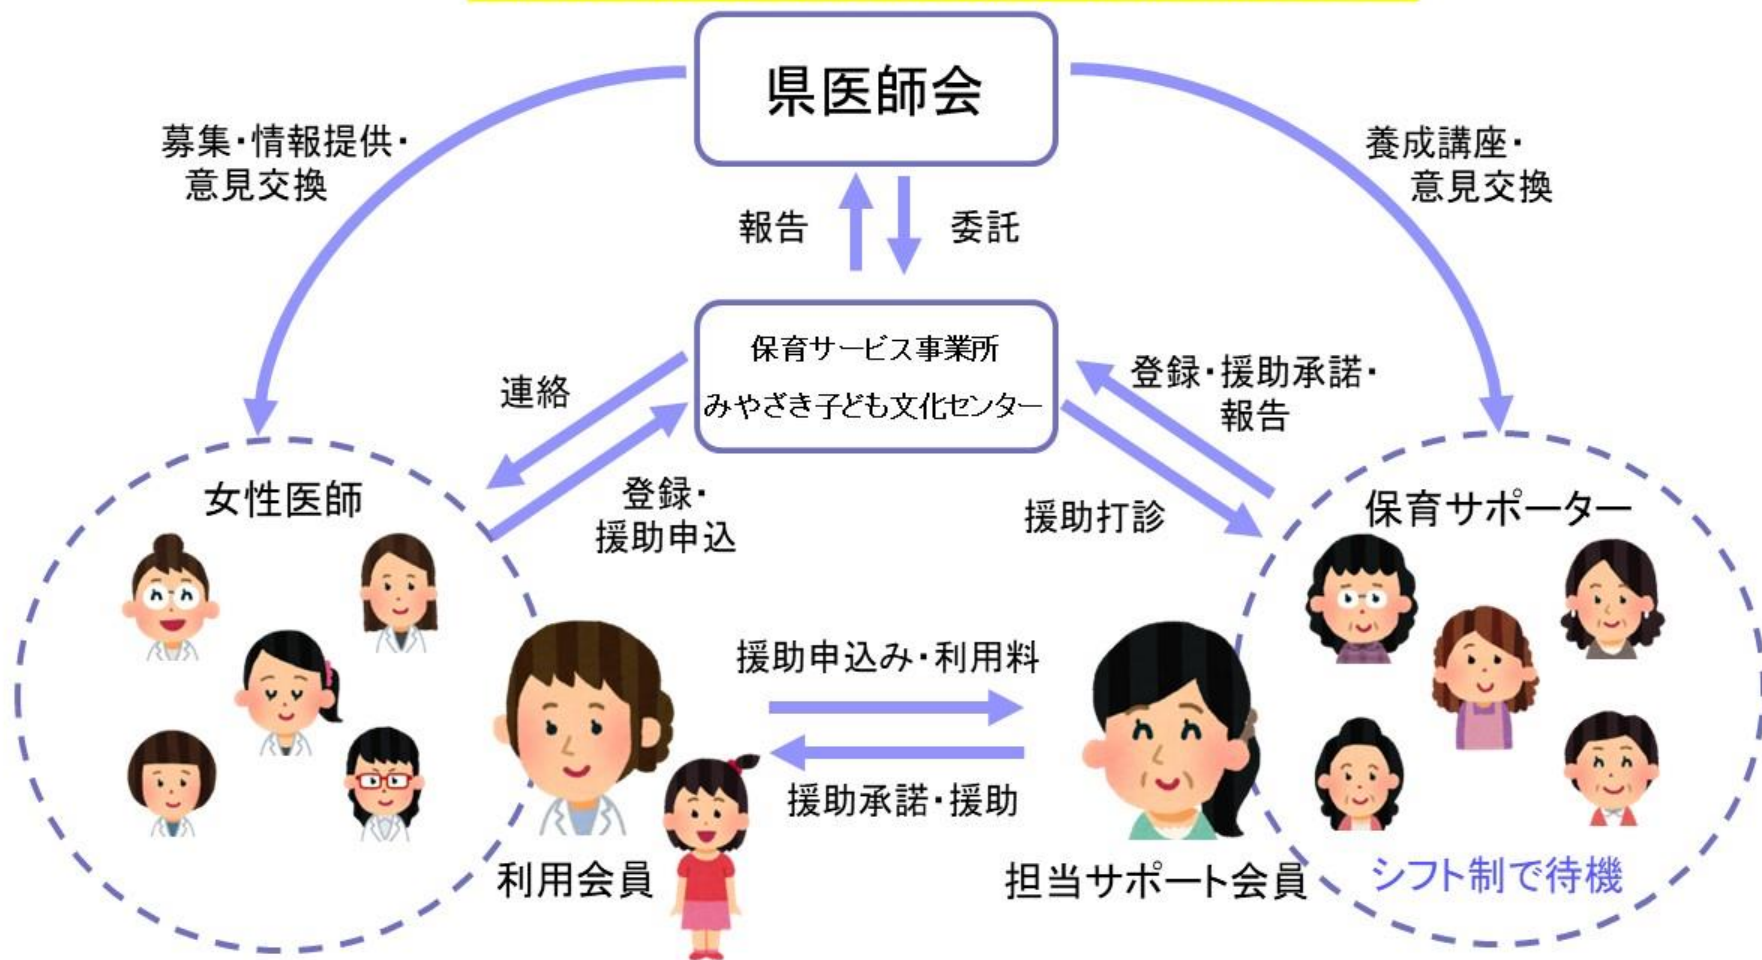 県医師会
募集・情報提供・
意見交換
養成講座・
意見交換
報告
委託
保育サービス事業所
みやざき子ども文化センター
連絡
登録・援助承諾・
報告
登録・
援助申込
援助打診
女性医師
保育サポーター
援助申込み・利用料
援助承諾・援助
利用会員
担当サポート会員
シフト制で待機